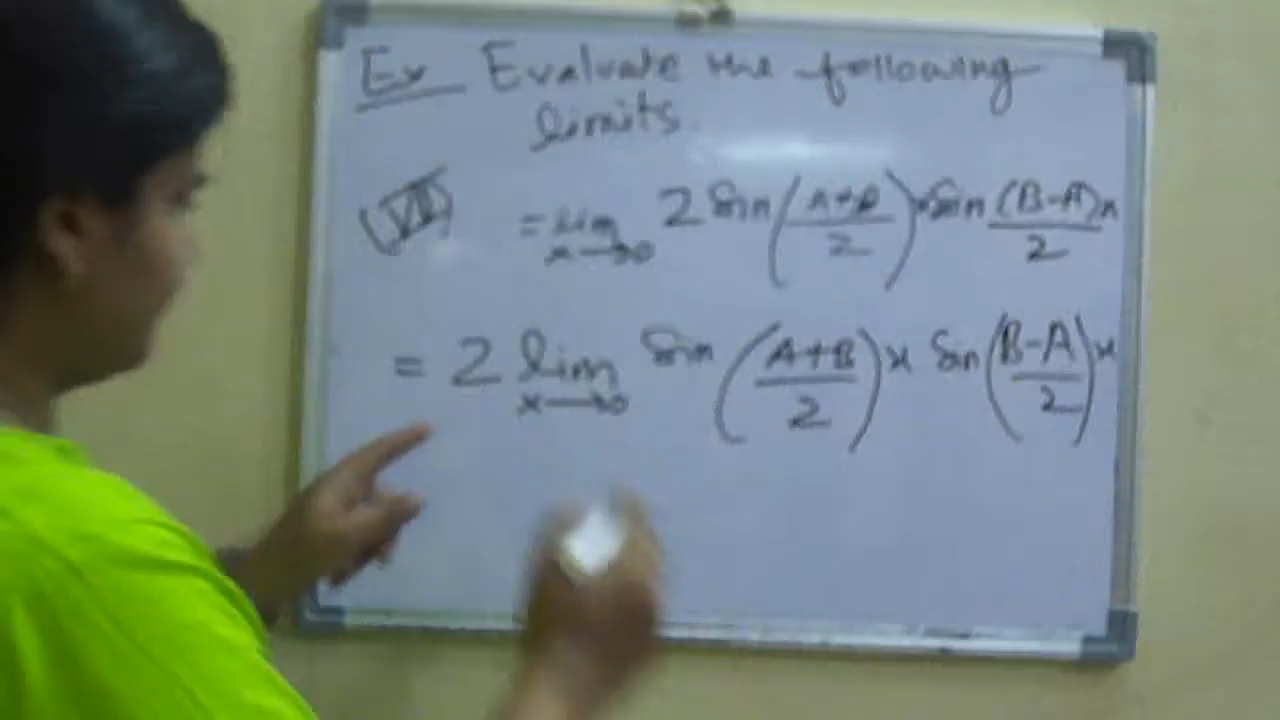 Ex Evaluate the following
limits.
(VII) = lim x→0 2 Sin((A+B)/2)x Sin (B-A)x/2
= 2 lim x→0 Sin ((A+B)/2)x Sin((B-A)/2)x